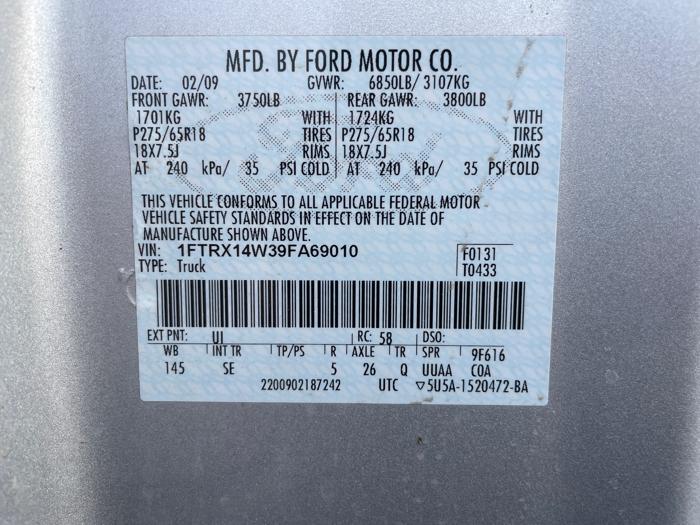 MFD. BY FORD MOTOR CO.
DATE: 02/09 GVWR: 6850LB/ 3107KG
FRONT GAWR: 3750LB REAR GAWR: 3800LB
1701KG WITH 1724KG WITH
P275/65R18 TIRES P275/65R18 TIRES
18X7.5J RIMS 18X7.5J RIMS
AT 240 kPa/ 35 PSI COLD AT 240 kPa/ 35 PSI COLD
THIS VEHICLE CONFORMS TO ALL APPLICABLE FEDERAL MOTOR
VEHICLE SAFETY STANDARDS IN EFFECT ON THE DATE OF
MANUFACTURE SHOWN ABOVE.
VIN: 1FTRX14W39FA69010 F0131
TYPE: Truck T0433
EXT PNT: UI RC: 58 DSO:
WB INT TR TP/PS R AXLE TR SPR 9F616
145 SE 5 26 Q UUAA COA
2200902187242 UTC ▽5U5A-1520472-BA